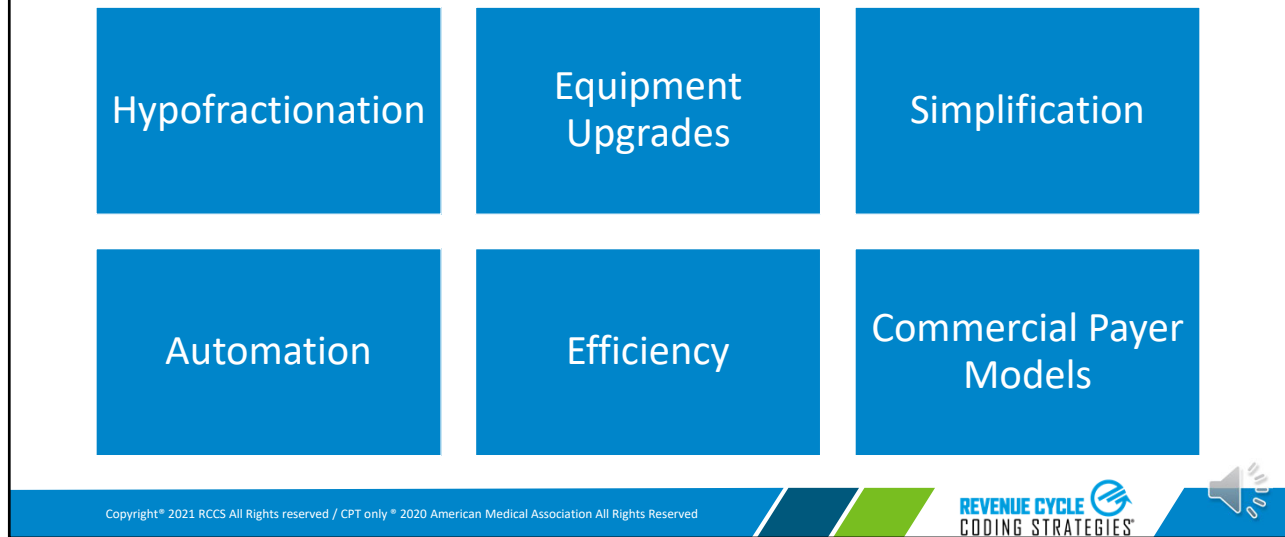 Hypofractionation
Equipment
Upgrades
Simplification
Automation
Efficiency
Commercial Payer
Models
Copyright® 2021 RCCS All Rights reserved / CPT only ® 2020 American Medical Association All Rights Reserved
REVENUE CYCLE
CODING STRATEGIES®